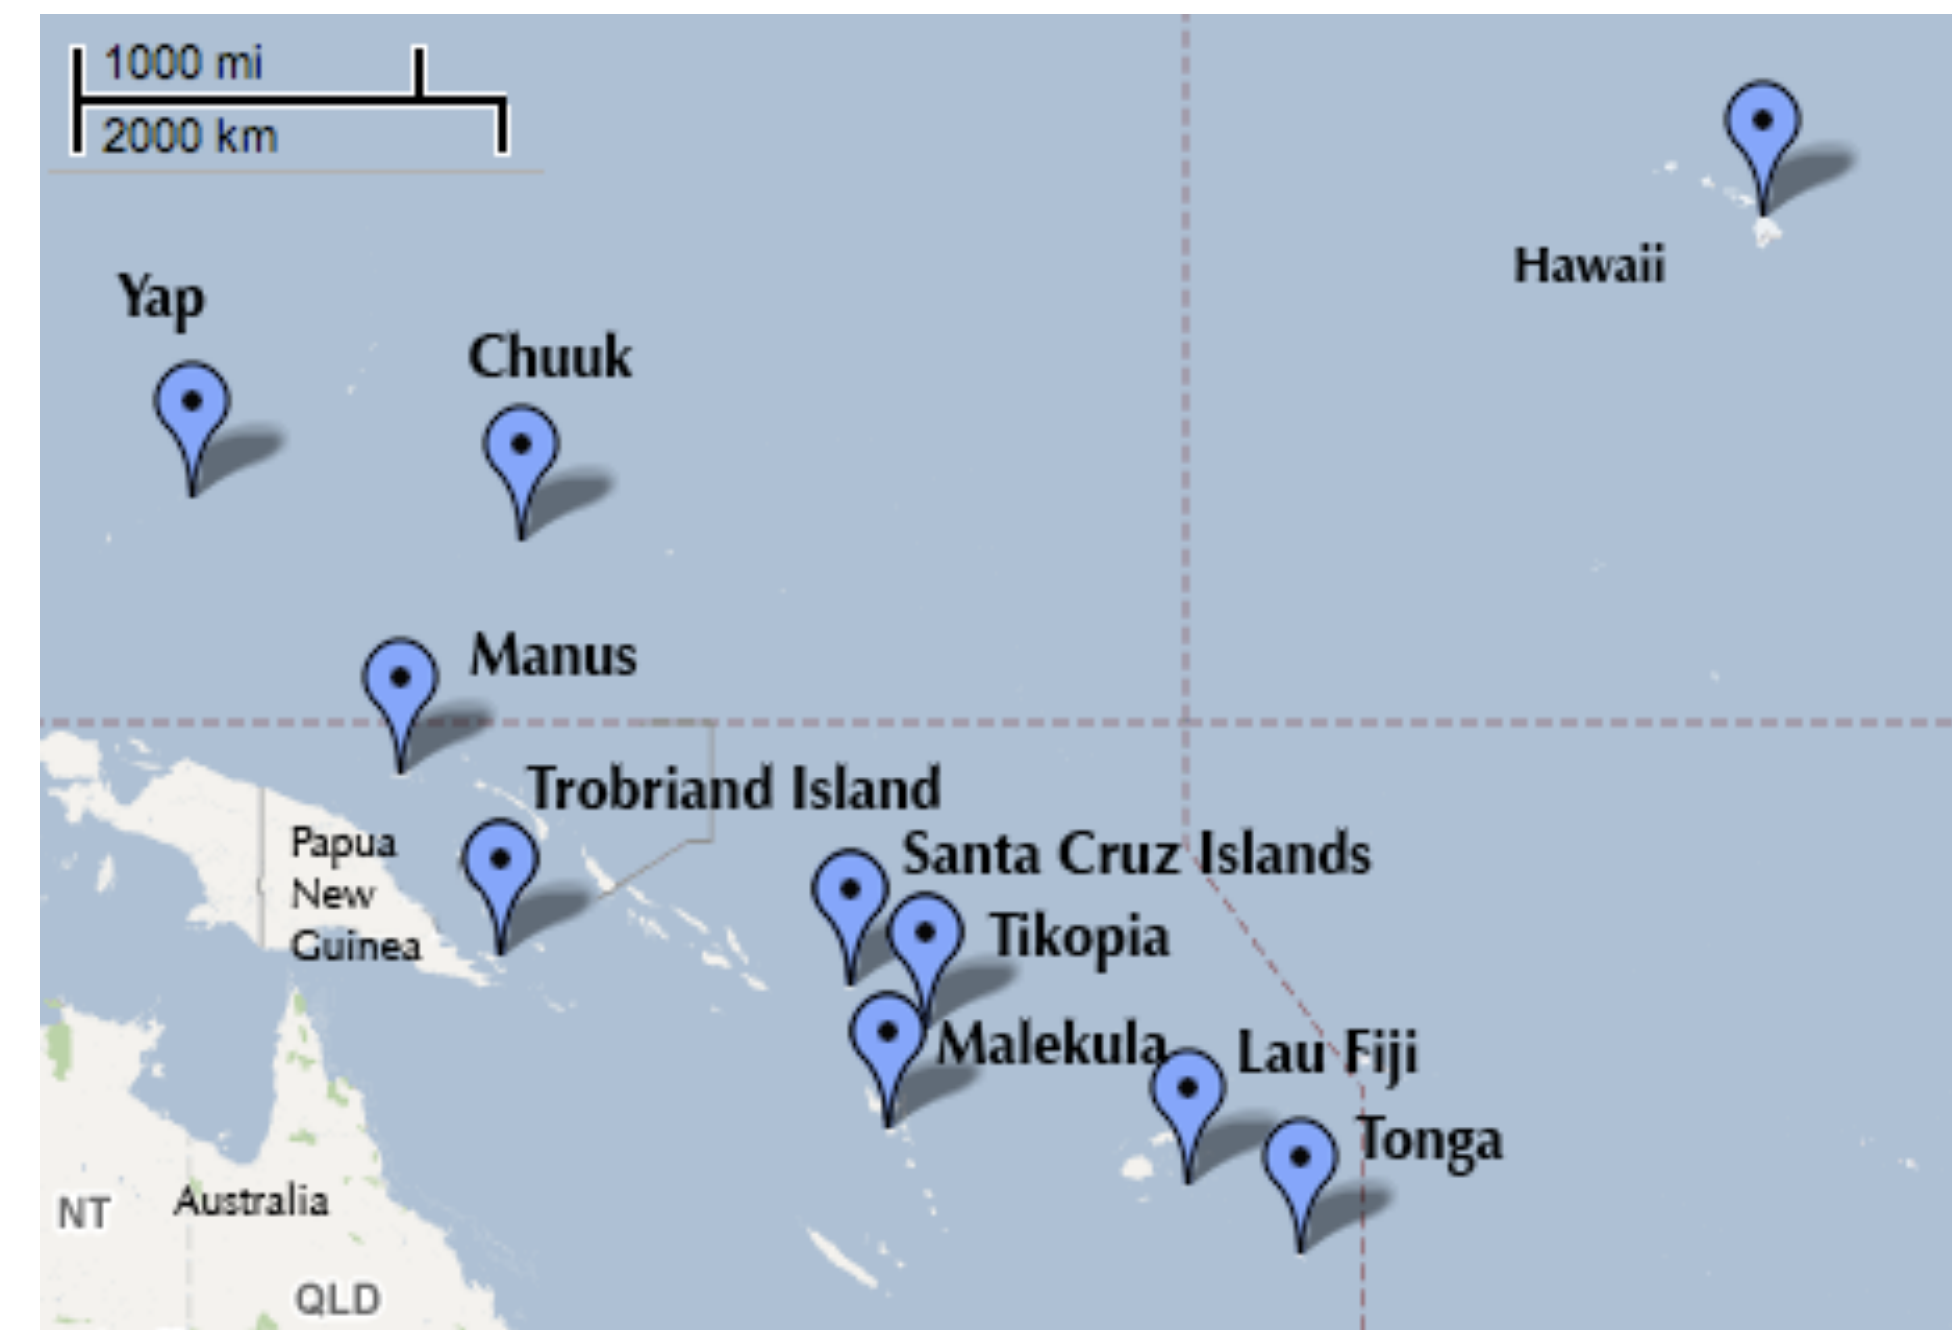 1000 mi
2000 km
Hawaii
Yap
Chuuk
Manus
Trobriand Island
Papua
New
Guinea
Santa Cruz Islands
Tikopia
Malekula
Lau Fiji
Tonga
NT
Australia
QLD